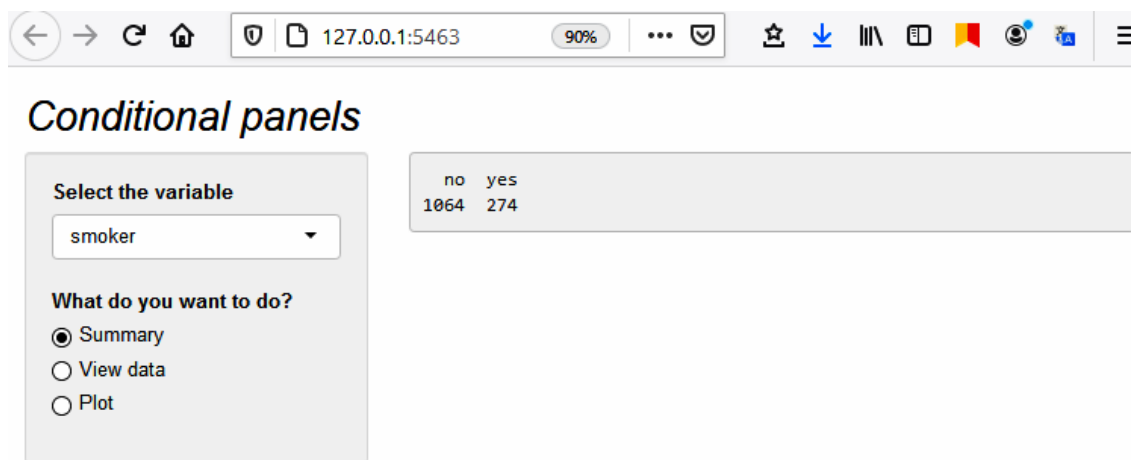 127.0.0.1:5463
90%
Conditional panels
Select the variable
smoker
What do you want to do?
Summary
View data
Plot
no yes
1064 274